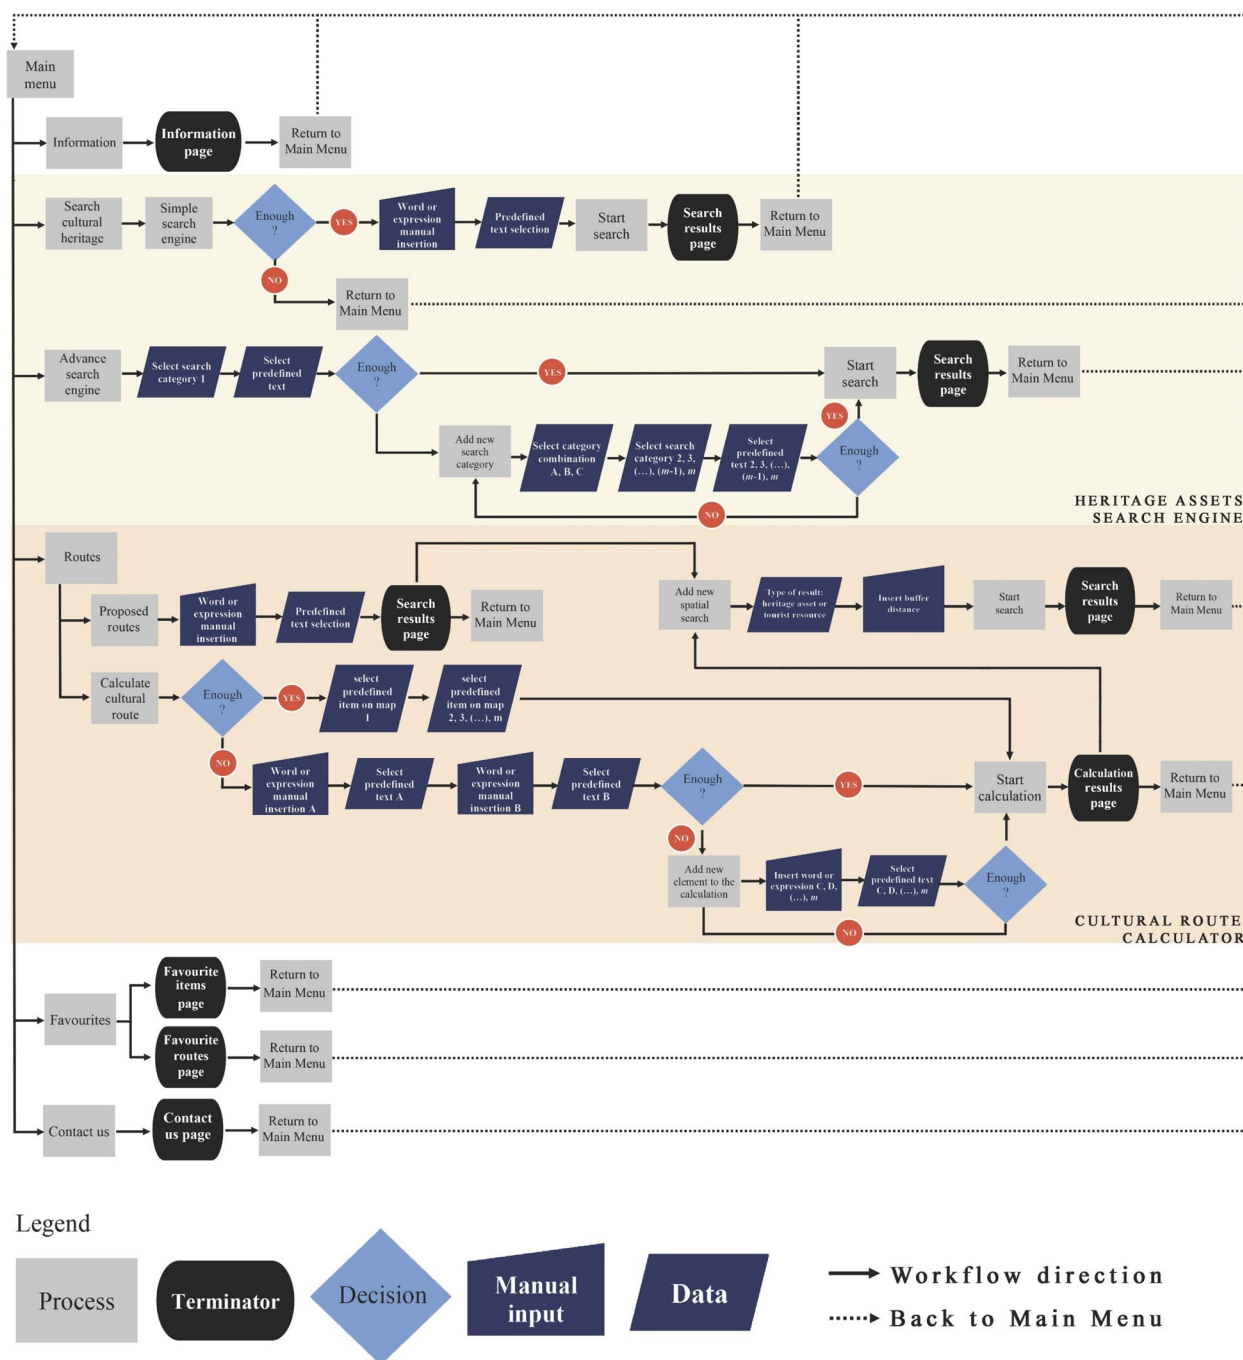 Main
menu
Information
Information
page
Return to
Main Menu
Search
cultural
heritage
Simple
search
engine
Enough
?
YES
Word or
expression
manual
insertion
Predefined
text selection
Start
search
Search
results
page
Return to
Main Menu
NO
Return to
Main Menu
Advance
search
engine
Select search
category 1
Select
predefined
text
Enough
?
YES
Start
search
Search
results
page
Return to
Main Menu
Add new
search
category
Select category
combination
A, B, C
Select search
category 2, 3,
(…), (m-1), m
Select
predefined
text 2, 3, (…),
(m-1), m
Enough
?
YES
NO
HERITAGE ASSETS
SEARCH ENGINE
Routes
Proposed
routes
Word or
expression
manual
insertion
Predefined
text selection
Search
results
page
Return to
Main Menu
Add new
spatial
search
Type of result:
heritage asset or
tourist resource
Insert buffer
distance
Start
search
Search
results
page
Return to
Main Menu
Calculate
cultural
route
Enough
?
YES
select
predefined
item on map
1
select
predefined
item on map
2, 3, (…), m
NO
Word or
expression
manual
insertion A
Select
predefined
text A
Word or
expression
manual
insertion B
Select
predefined
text B
Enough
?
YES
Start
calculation
Calculation
results
page
Return to
Main Menu
NO
Add new
element to the
calculation
Insert word or
expression C, D,
(…), m
Select
predefined text
C, D, (…), m
Enough
?
NO
CULTURAL ROUTE
CALCULATOR
Favourites
Favourite
items
page
Return to
Main Menu
Favourite
routes
page
Return to
Main Menu
Contact us
Contact
us page
Return to
Main Menu
Legend
Process
Terminator
Decision
Manual
input
Data
Workflow direction
Back to Main Menu